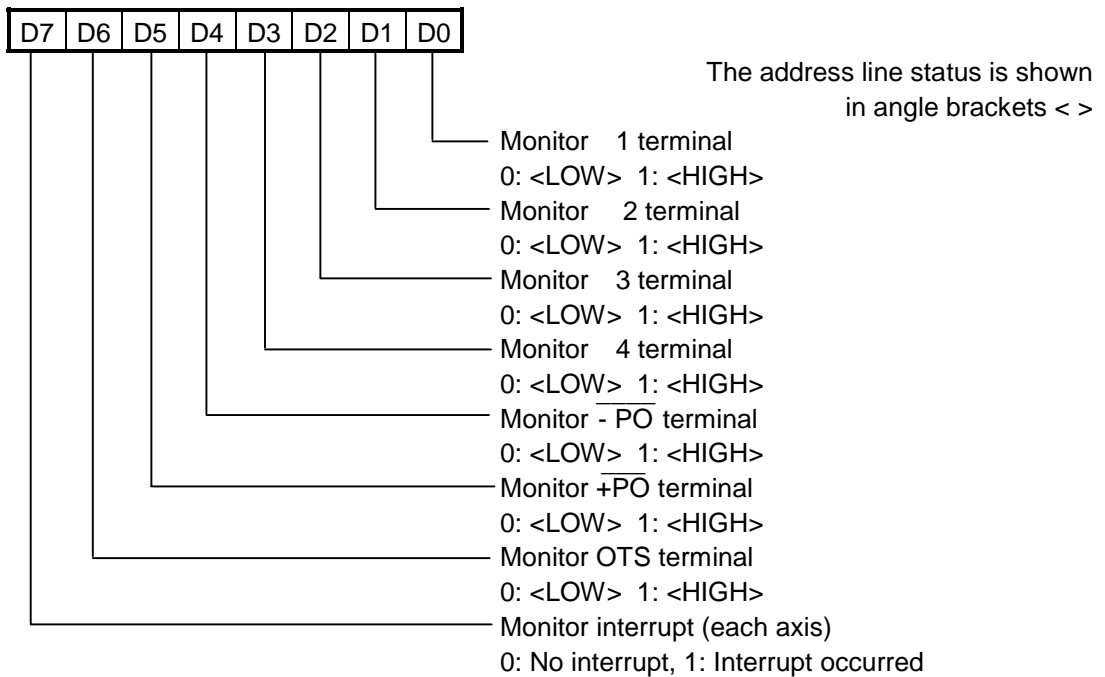 D7 D6 D5 D4 D3 D2 D1 D0
The address line status is shown
in angle brackets < >
Monitor 1 terminal
0: <LOW> 1: <HIGH>
Monitor 2 terminal
0: <LOW> 1: <HIGH>
Monitor 3 terminal
0: <LOW> 1: <HIGH>
Monitor 4 terminal
0: <LOW> 1: <HIGH>
Monitor - PO terminal
0: <LOW> 1: <HIGH>
Monitor +PO terminal
0: <LOW> 1: <HIGH>
Monitor OTS terminal
0: <LOW> 1: <HIGH>
Monitor interrupt (each axis)
0: No interrupt, 1: Interrupt occurred